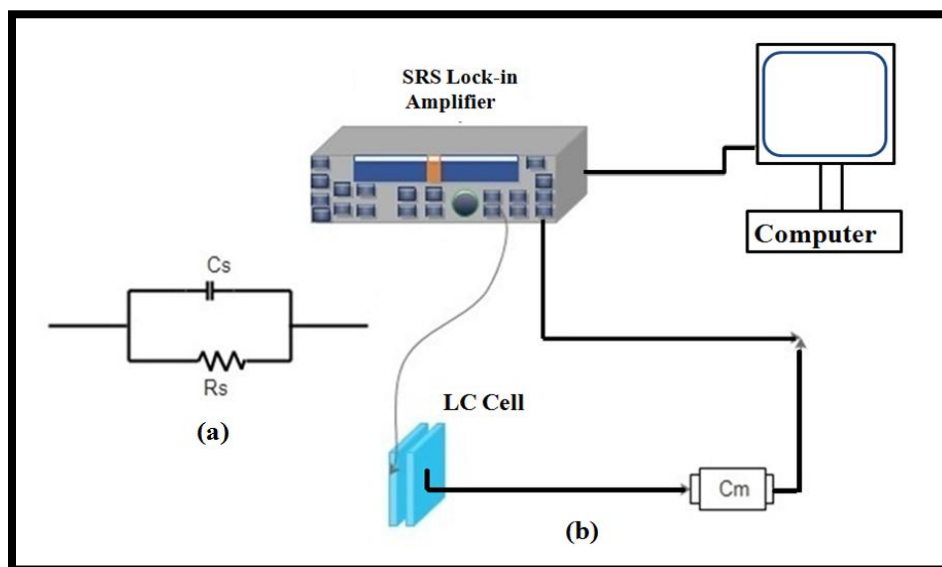 SRS Lock-in
Amplifier
Computer
Cs
Rs
(a)
LC Cell
Cm
(b)